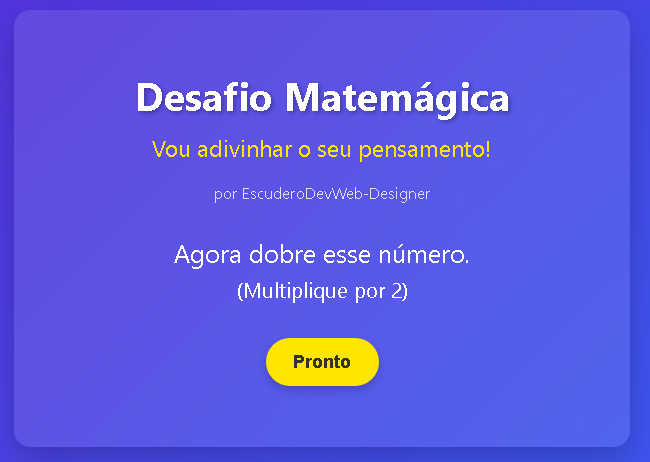 Desafio Matemágica
Vou adivinhar o seu pensamento!
por EscuderoDevWeb-Designer
Agora dobre esse número.
(Multiplique por 2)
Pronto